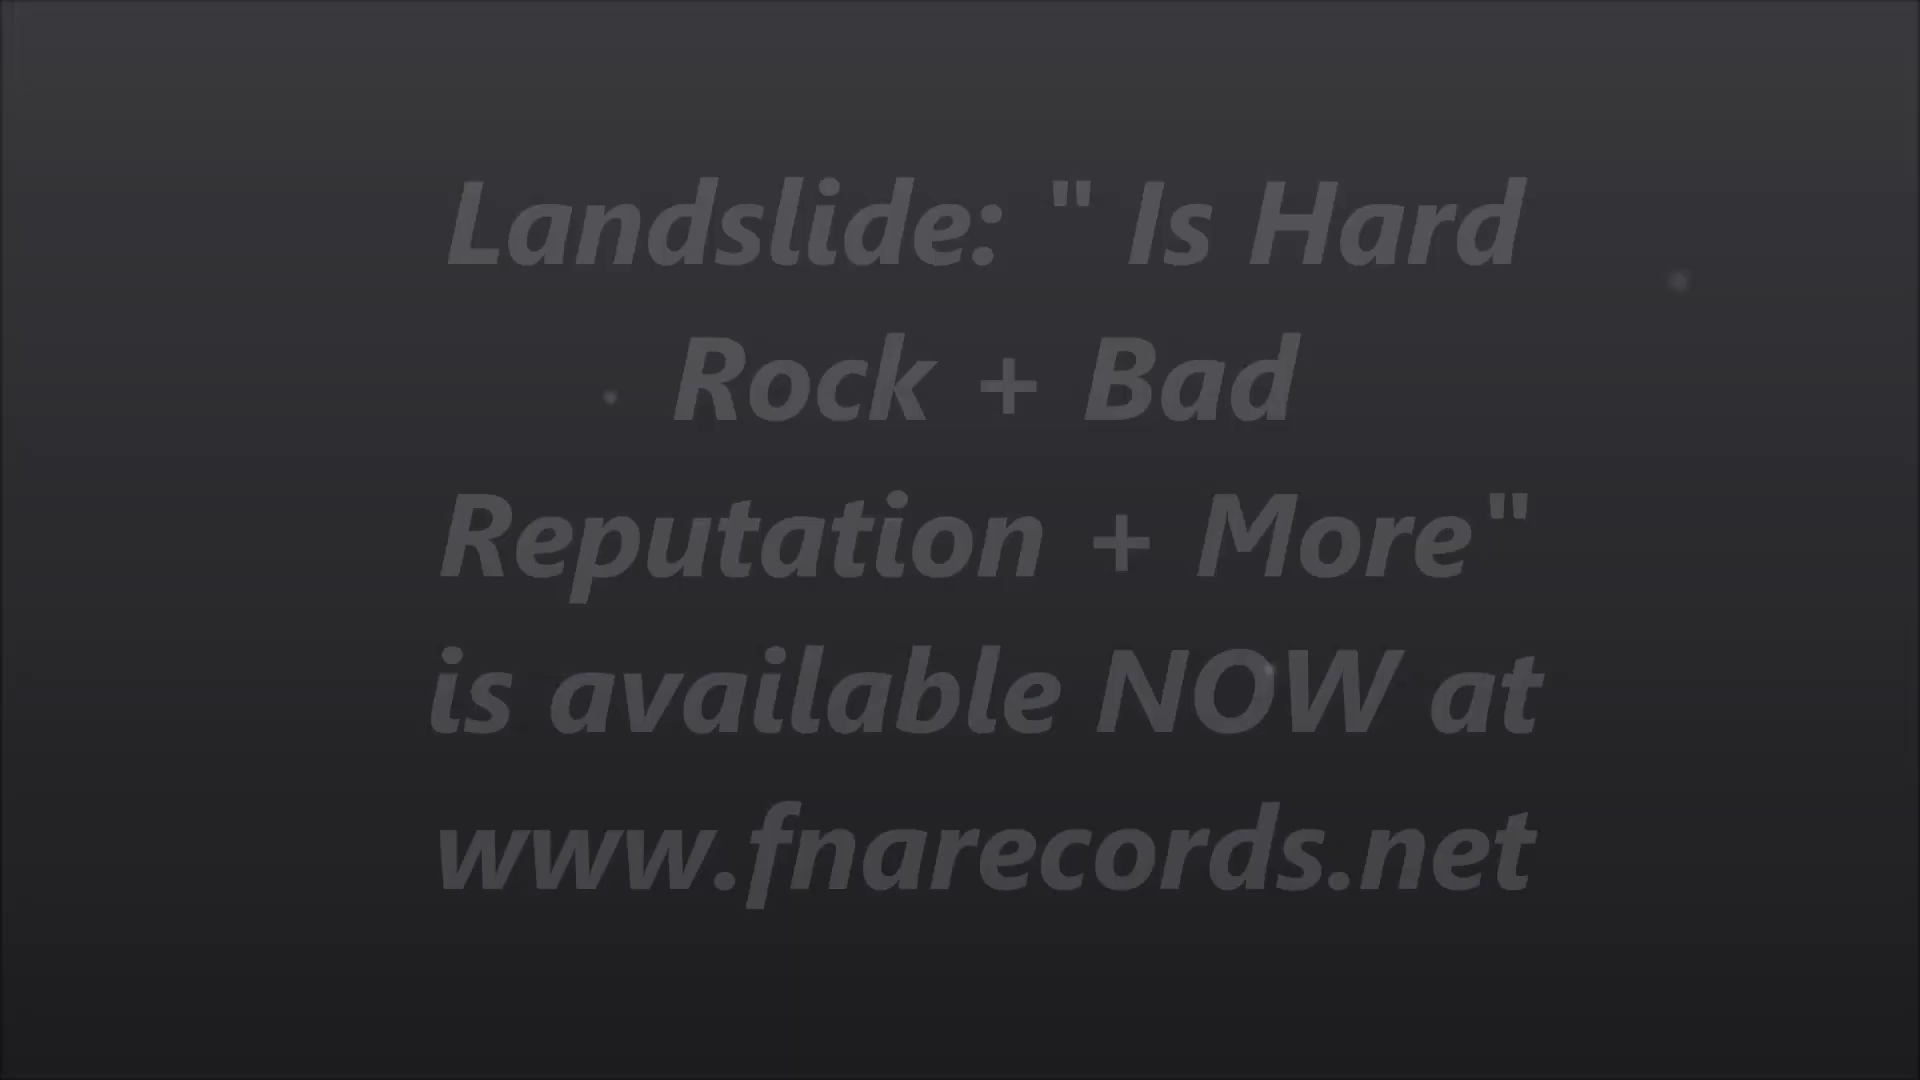 Landslide: " Is Hard
Rock + Bad
Reputation + More"
is available NOW at
www.fnarecords.net